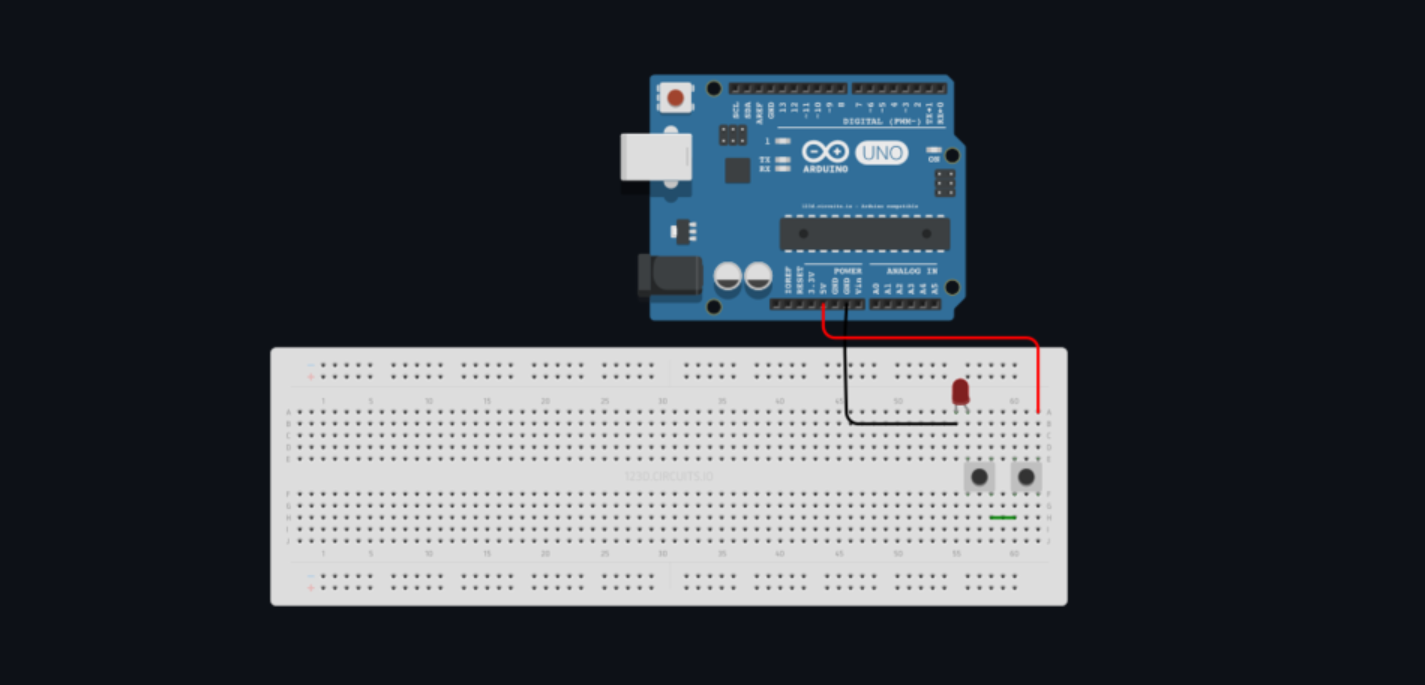 SCL SDA AREF GND 13 12 ~11 ~10 ~9 8 7 ~6 ~5 4 ~3 2 TX→1 RX←0
DIGITAL (PWM~)
1
TX
RX
UNO
ARDUINO
ON
123d.circuits.io - Arduino compatible
POWER
ANALOG IN
IOREF RESET 3.3V 5V GND GND Vin A0 A1 A2 A3 A4 A5
-
+
1 5 10 15 20 25 30 35 40 45 50 60
A A
B B
C C
D D
E E
123D.CIRCUITS.IO
F F
G G
H H
I I
J J
1 5 10 15 20 25 30 35 40 45 50 55 60
-
+